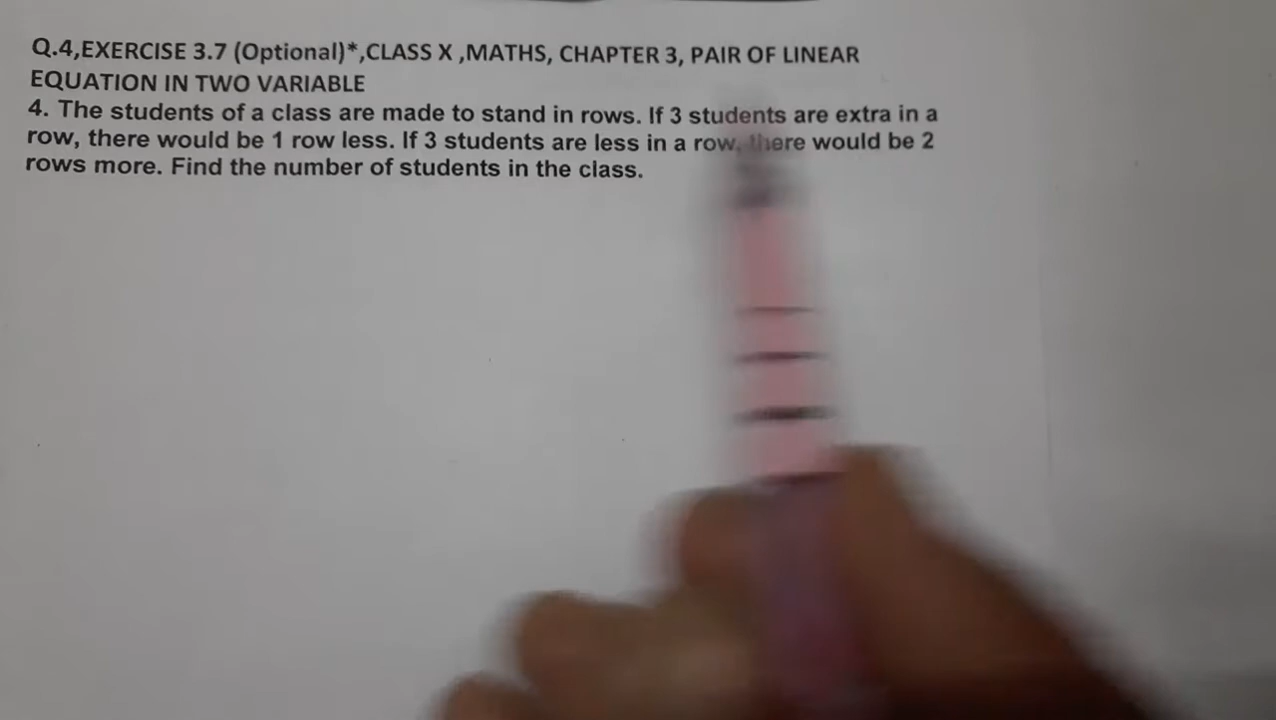 Q.4,EXERCISE 3.7 (Optional)*,CLASS X ,MATHS, CHAPTER 3, PAIR OF LINEAR
EQUATION IN TWO VARIABLE
4. The students of a class are made to stand in rows. If 3 students are extra in a
row, there would be 1 row less. If 3 students are less in a row, there would be 2
rows more. Find the number of students in the class.